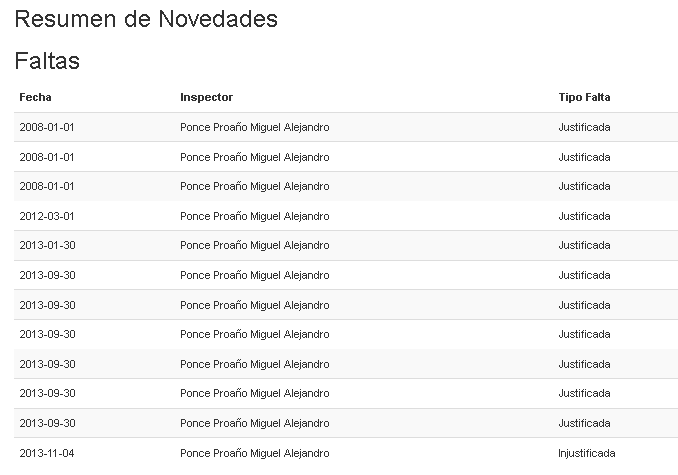 Resumen de Novedades
Faltas
Fecha Inspector Tipo Falta
2008-01-01 Ponce Proaño Miguel Alejandro Justificada
2008-01-01 Ponce Proaño Miguel Alejandro Justificada
2008-01-01 Ponce Proaño Miguel Alejandro Justificada
2012-03-01 Ponce Proaño Miguel Alejandro Justificada
2013-01-30 Ponce Proaño Miguel Alejandro Justificada
2013-09-30 Ponce Proaño Miguel Alejandro Justificada
2013-09-30 Ponce Proaño Miguel Alejandro Justificada
2013-09-30 Ponce Proaño Miguel Alejandro Justificada
2013-09-30 Ponce Proaño Miguel Alejandro Justificada
2013-09-30 Ponce Proaño Miguel Alejandro Justificada
2013-09-30 Ponce Proaño Miguel Alejandro Justificada
2013-11-04 Ponce Proaño Miguel Alejandro Injustificada